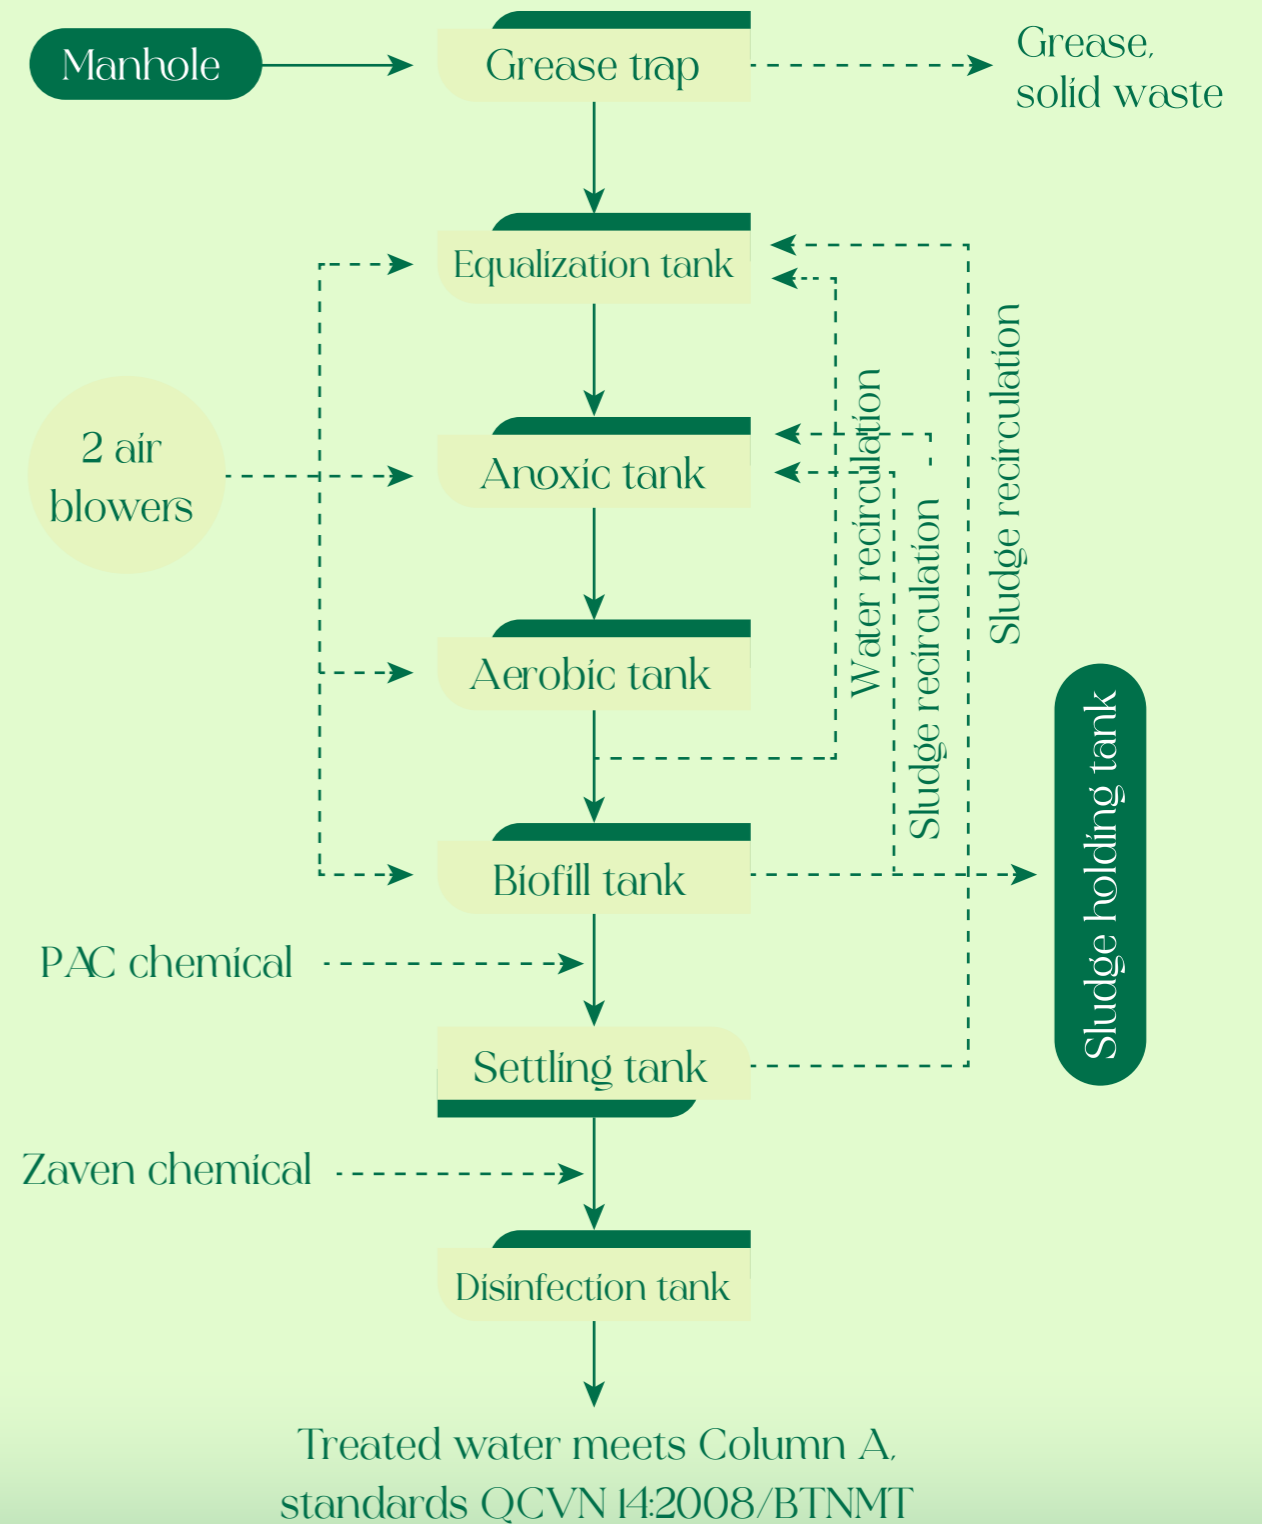 Manhole
Grease trap
Grease,
solid waste
Equalization tank
2 air
blowers
Anoxic tank
Water recirculation
Sludge recirculation
Sludge recirculation
Aerobic tank
Biofill tank
Sludge holding tank
PAC chemical
Settling tank
Zaven chemical
Disinfection tank
Treated water meets Column A,
standards QCVN 14:2008/BTNMT